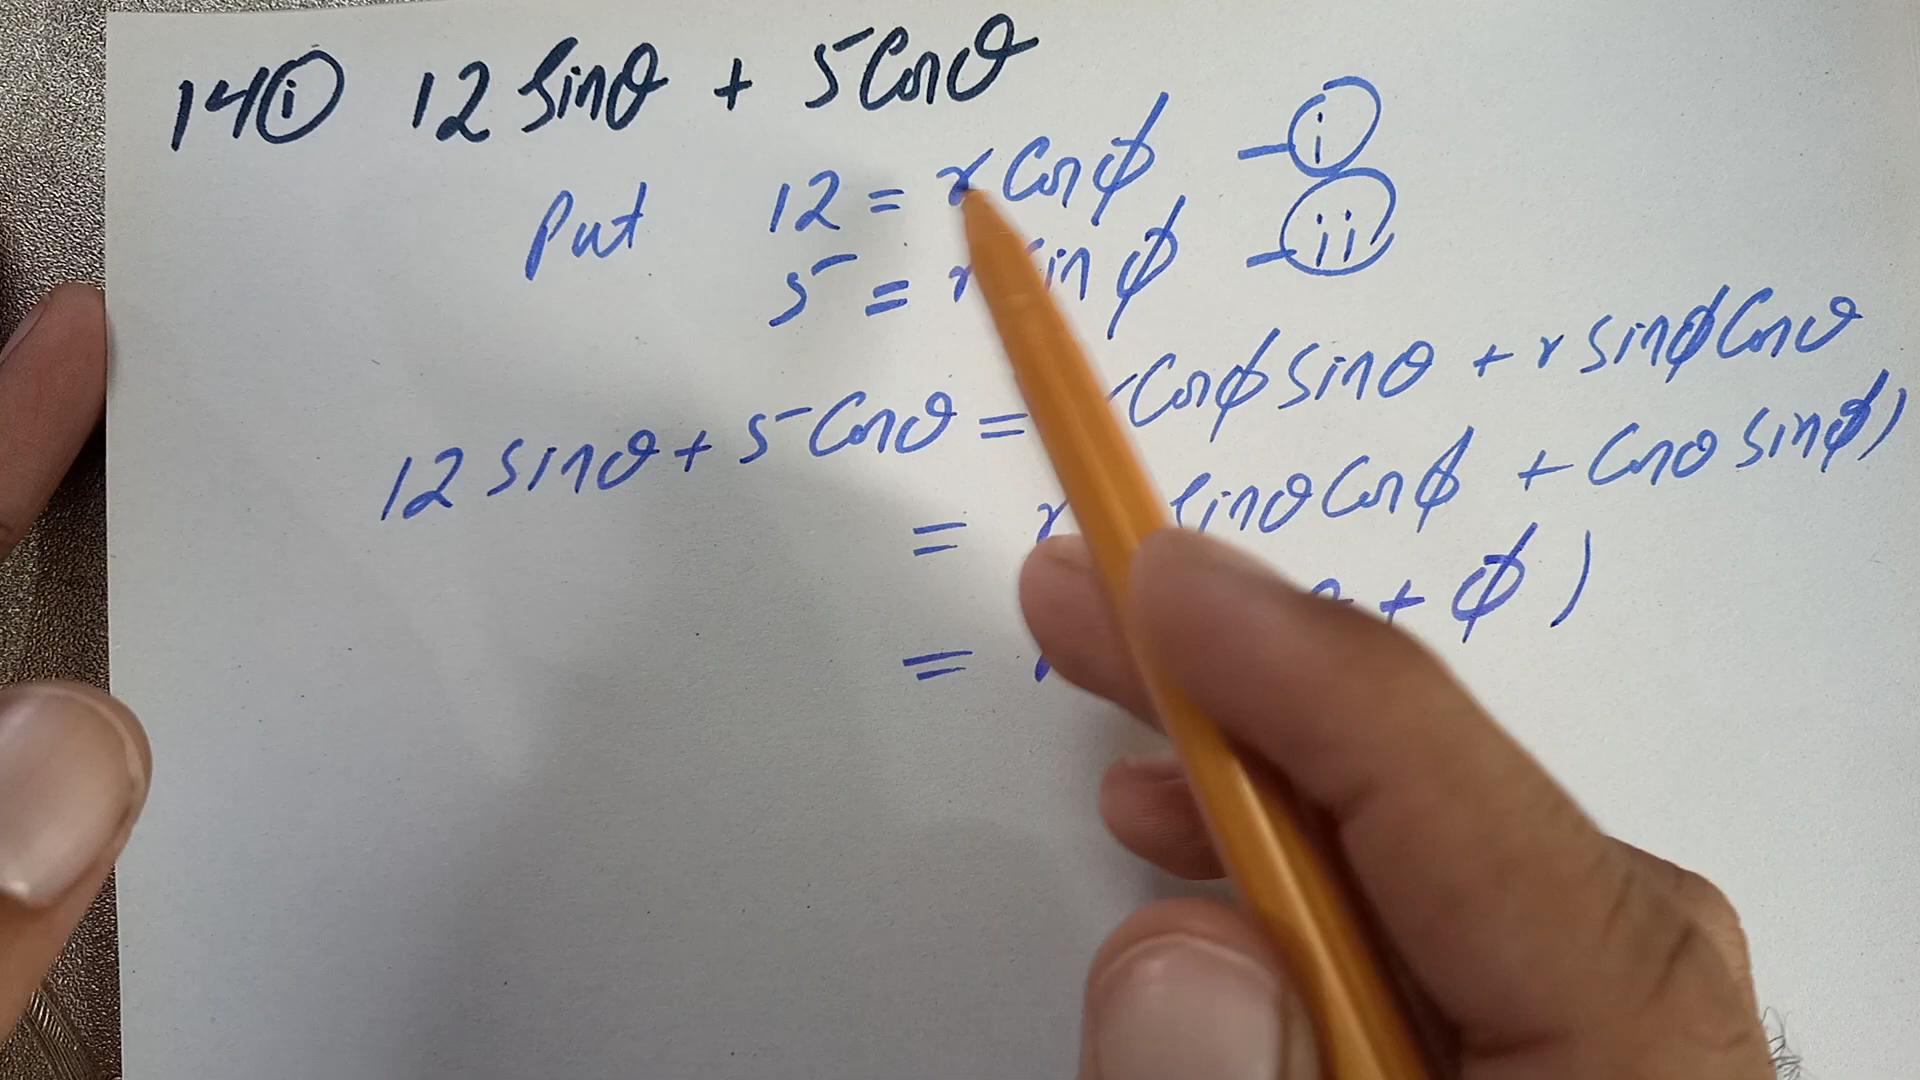 14 i 12 sinθ + 5 Cosθ
Put 12 = r Cosϕ - i
5 = r sin ϕ - ii
12 sinθ + 5 Cosθ = r Cosϕ sinθ + r sinϕ Cosθ
= r sinθ Cosϕ + Cosθ sinϕ)
= + ϕ)